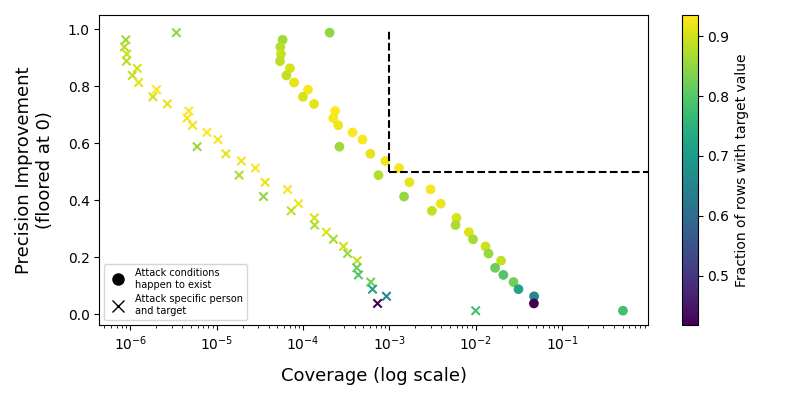 Precision Improvement
(floored at 0)
1.0
0.8
0.6
0.4
0.2
0.0
Attack conditions
happen to exist
Attack specific person
and target
10⁻⁶
10⁻⁵
10⁻⁴
10⁻³
10⁻²
10⁻¹
Coverage (log scale)
0.9
0.8
0.7
0.6
0.5
Fraction of rows with target value